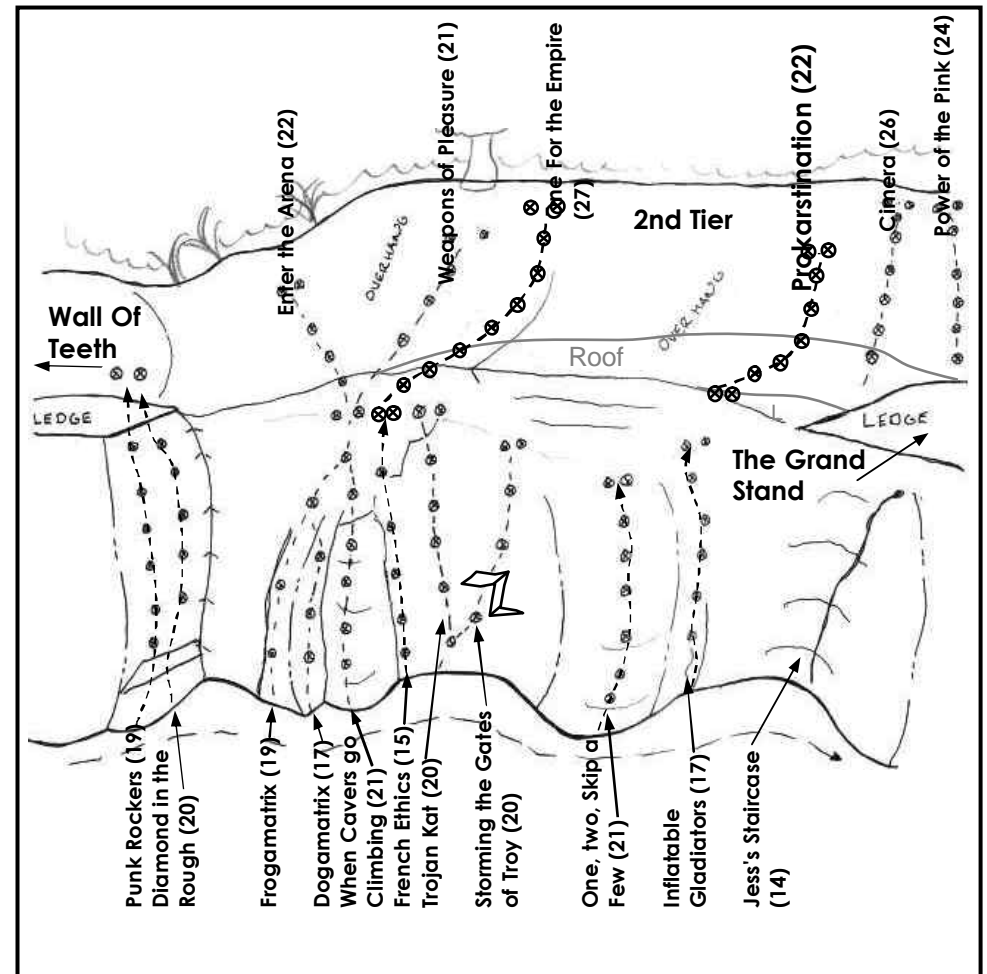 Enter the Arena (22)
Weapons of Pleasure (21)
One For the Empire
(27)
Prokarstination (22)
Cimera (26)
Power of the Pink (24)
2nd Tier
OVERHANG
OVERHANG
Wall Of
Teeth
Roof
LEDGE
LEDGE
The Grand
Stand
Punk Rockers (19)
Diamond in the
Rough (20)
Frogamatrix (19)
Dogamatrix (17)
When Cavers go
Climbing (21)
French Ethics (15)
Trojan Kat (20)
Storming the Gates
of Troy (20)
One, two, Skip a
Few (21)
Inflatable
Gladiators (17)
Jess's Staircase
(14)